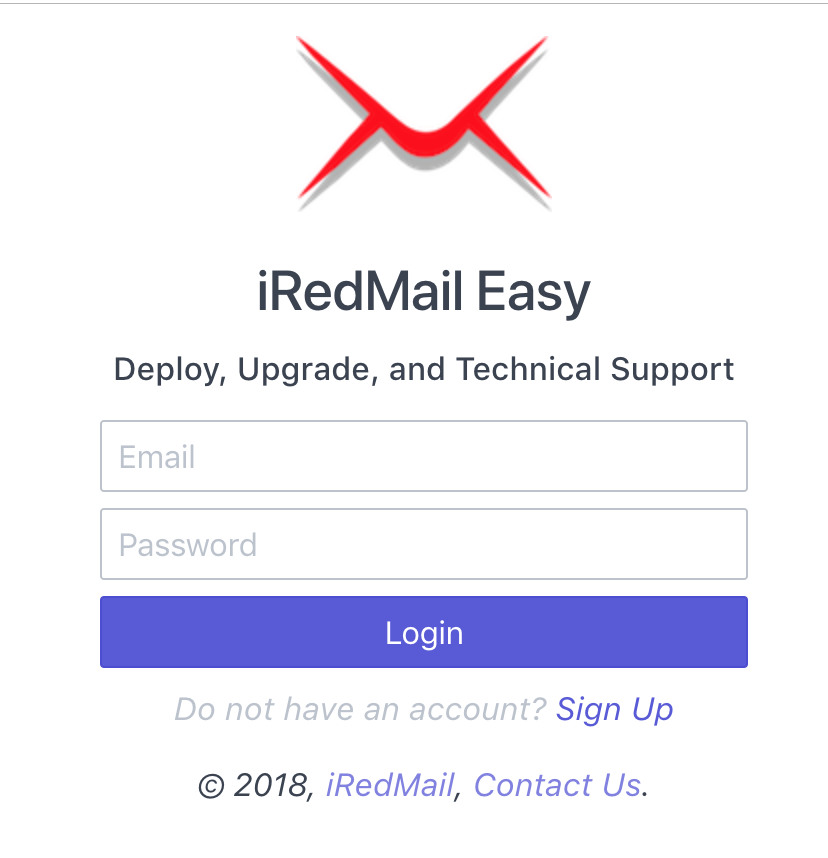 iRedMail Easy
Deploy, Upgrade, and Technical Support
Email
Password
Login
Do not have an account? Sign Up
© 2018, iRedMail, Contact Us.